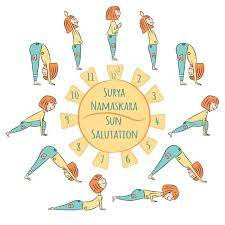 11 12 1
10 2
SURYA
NAMASKARA
9 3
SUN
SALUTATION
8 4
7 6 5